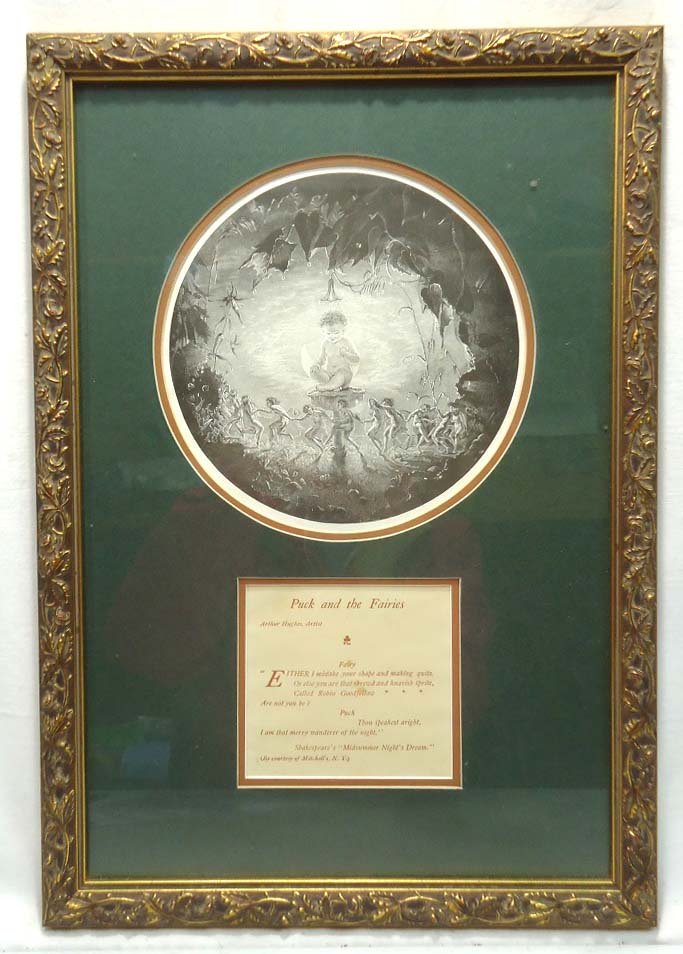 Puck and the Fairies
Arthur Hughes, Artist
Fairy
"EITHER I mistake your shape and making quite,
Or else you are that shrewd and knavish sprite,
Called Robin Goodfellow * * *
Are not you he?
Puck
Thou speakest aright,
I am that merry wanderer of the night."
Shakespeare's "Midsummer Night's Dream."
courtesy of Mitchell's, N. Y.